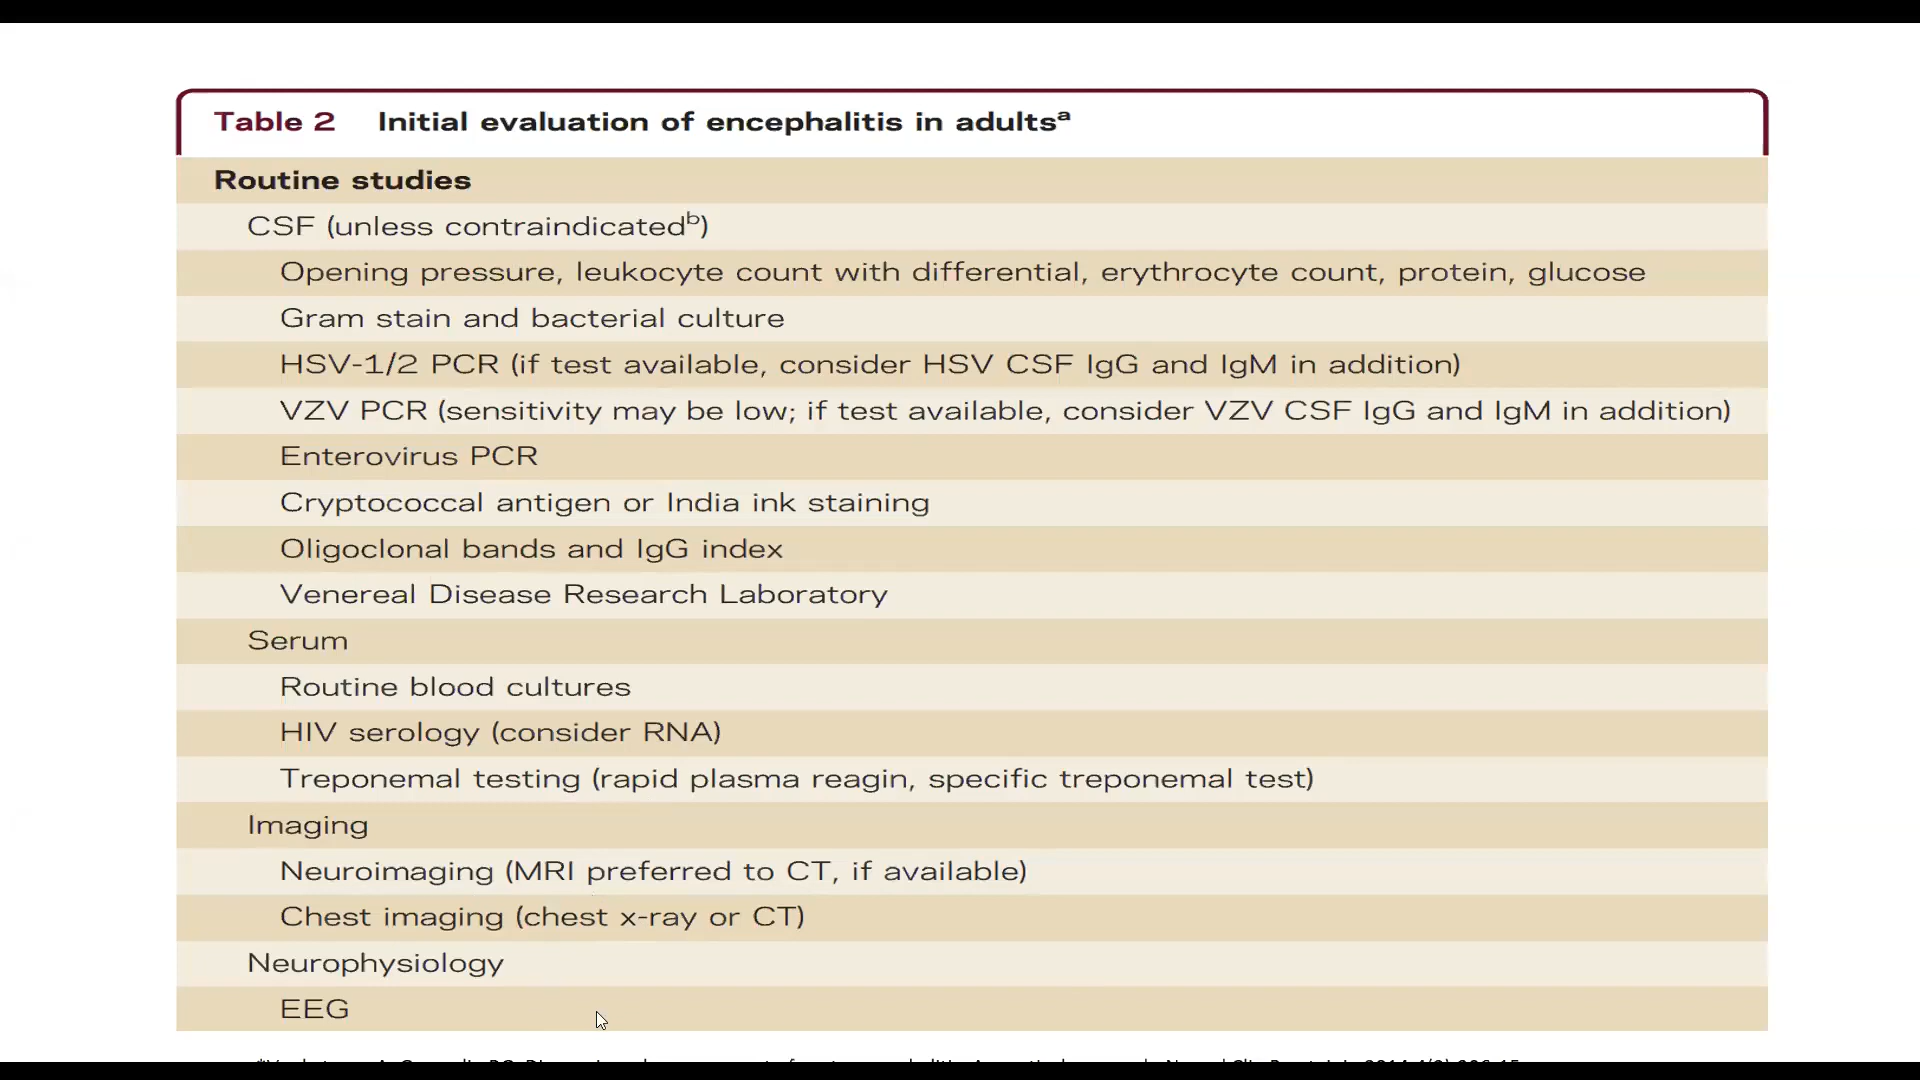 Table 2 Initial evaluation of encephalitis in adultsᵃ
Routine studies
CSF (unless contraindicatedᵇ)
Opening pressure, leukocyte count with differential, erythrocyte count, protein, glucose
Gram stain and bacterial culture
HSV-1/2 PCR (if test available, consider HSV CSF IgG and IgM in addition)
VZV PCR (sensitivity may be low; if test available, consider VZV CSF IgG and IgM in addition)
Enterovirus PCR
Cryptococcal antigen or India ink staining
Oligoclonal bands and IgG index
Venereal Disease Research Laboratory
Serum
Routine blood cultures
HIV serology (consider RNA)
Treponemal testing (rapid plasma reagin, specific treponemal test)
Imaging
Neuroimaging (MRI preferred to CT, if available)
Chest imaging (chest x-ray or CT)
Neurophysiology
EEG